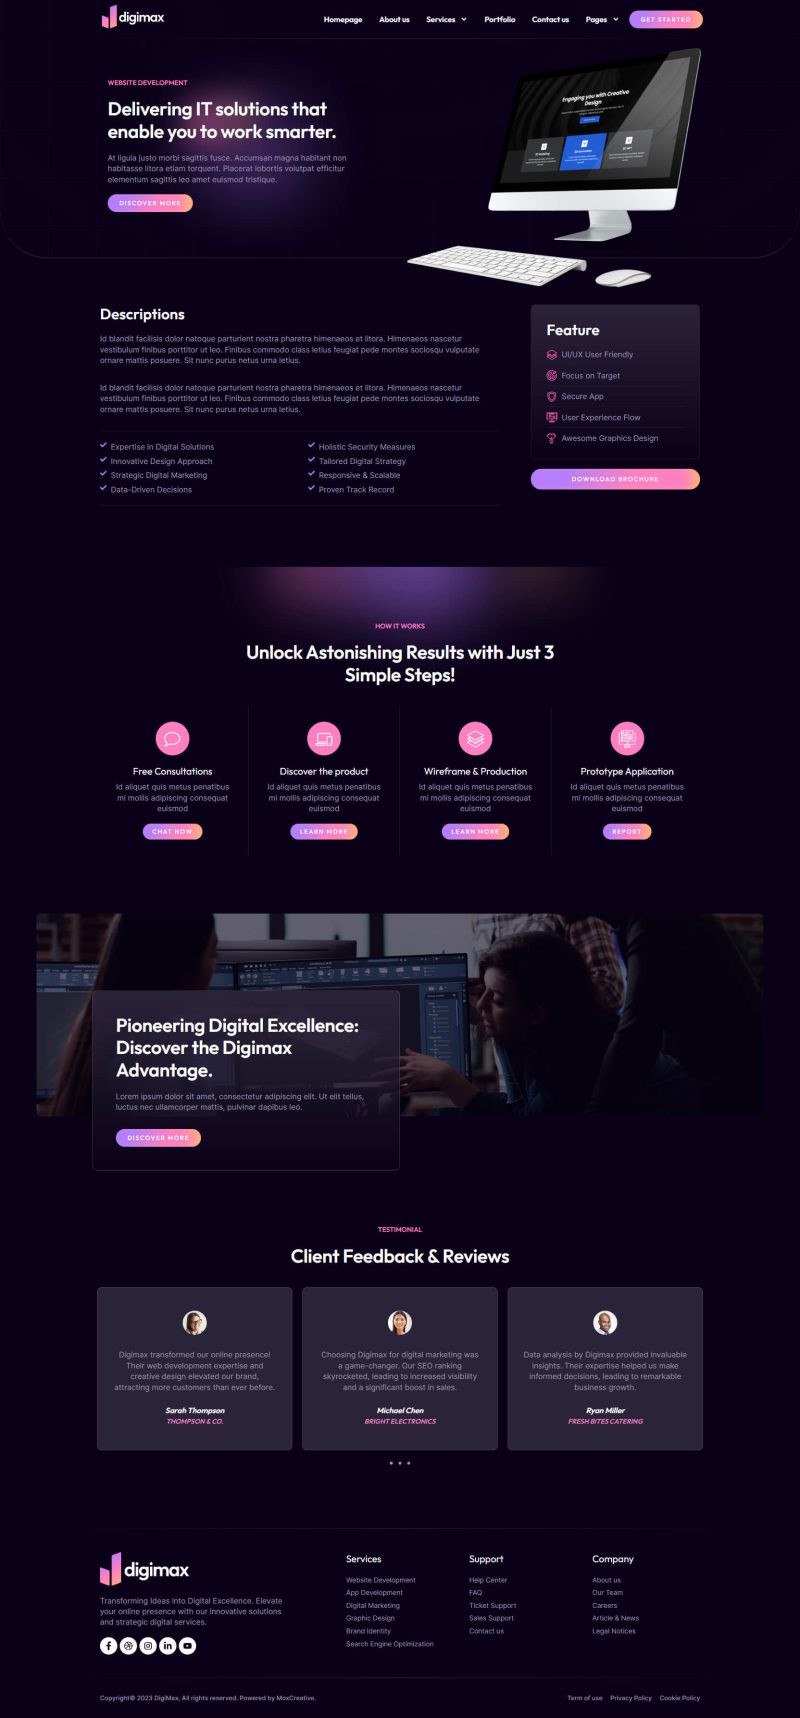 digimax
Homepage About us Services Portfolio Contact us Pages GET STARTED
WEBSITE DEVELOPMENT
Delivering IT solutions that
enable you to work smarter.
At ligula justo morbi sagittis fusce. Accumsan magna habitant non
habitasse litora etiam torquent. Placerat lobortis volutpat efficitur
elementum sagittis leo amet euismod tristique.
DISCOVER MORE
Engaging you with Creative
Design
Descriptions
Id blandit facilisis dolor natoque parturient nostra pharetra himenaeos et litora. Himenaeos nascetur
vestibulum finibus porttitor ut leo. Finibus commodo class letius feugiat pede montes sociosqu vulputate
ornare mattis posuere. Sit nunc purus netus urna letius.
Id blandit facilisis dolor natoque parturient nostra pharetra himenaeos et litora. Himenaeos nascetur
vestibulum finibus porttitor ut leo. Finibus commodo class letius feugiat pede montes sociosqu vulputate
ornare mattis posuere. Sit nunc purus netus urna letius.
Expertise in Digital Solutions
Innovative Design Approach
Strategic Digital Marketing
Data-Driven Decisions
Holistic Security Measures
Tailored Digital Strategy
Responsive & Scalable
Proven Track Record
Feature
UI/UX User Friendly
Focus on Target
Secure App
User Experience Flow
Awesome Graphics Design
DOWNLOAD BROCHURE
HOW IT WORKS
Unlock Astonishing Results with Just 3
Simple Steps!
Free Consultations
Id aliquet quis metus penatibus
mi mollis adipiscing consequat
euismod
CHAT NOW
Discover the product
Id aliquet quis metus penatibus
mi mollis adipiscing consequat
euismod
LEARN MORE
Wireframe & Production
Id aliquet quis metus penatibus
mi mollis adipiscing consequat
euismod
LEARN MORE
Prototype Application
Id aliquet quis metus penatibus
mi mollis adipiscing consequat
euismod
REPORT
Pioneering Digital Excellence:
Discover the Digimax
Advantage.
Lorem ipsum dolor sit amet, consectetur adipiscing elit. Ut elit tellus,
luctus nec ullamcorper mattis, pulvinar dapibus leo.
DISCOVER MORE
TESTIMONIAL
Client Feedback & Reviews
Digimax transformed our online presence!
Their web development expertise and
creative design elevated our brand,
attracting more customers than ever before.
Sarah Thompson
THOMPSON & CO.
Choosing Digimax for digital marketing was
a game-changer. Our SEO ranking
skyrocketed, leading to increased visibility
and a significant boost in sales.
Michael Chen
BRIGHT ELECTRONICS
Data analysis by Digimax provided invaluable
insights. Their expertise helped us make
informed decisions, leading to remarkable
business growth.
Ryan Miller
FRESH BITES CATERING
digimax
Transforming Ideas into Digital Excellence. Elevate
your online presence with our innovative solutions
and strategic digital services.
Services
Website Development
App Development
Digital Marketing
Graphic Design
Brand Identity
Search Engine Optimization
Support
Help Center
FAQ
Ticket Support
Sales Support
Contact us
Company
About us
Our Team
Careers
Article & News
Legal Notices
Copyright© 2023 DigiMax, All rights reserved. Powered by MoxCreative.
Term of use Privacy Policy Cookie Policy